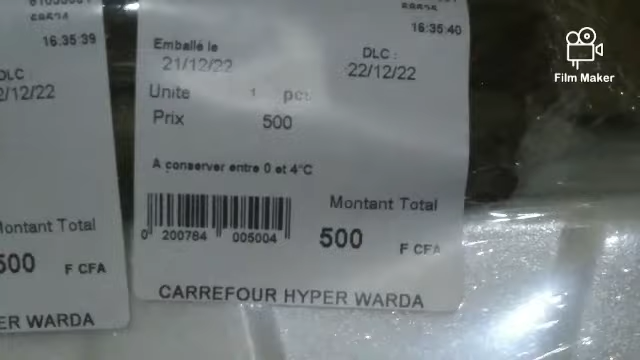 16:35:39
DLC :
2/12/22
Montant Total
500 F CFA
ER WARDA
16:35:40
Emballé le
21/12/22
DLC :
22/12/22
Unite 1 pcs
Prix 500
A conserver entre 0 et 4°C
0 200784 005004
Montant Total
500 F CFA
CARREFOUR HYPER WARDA
Film Maker